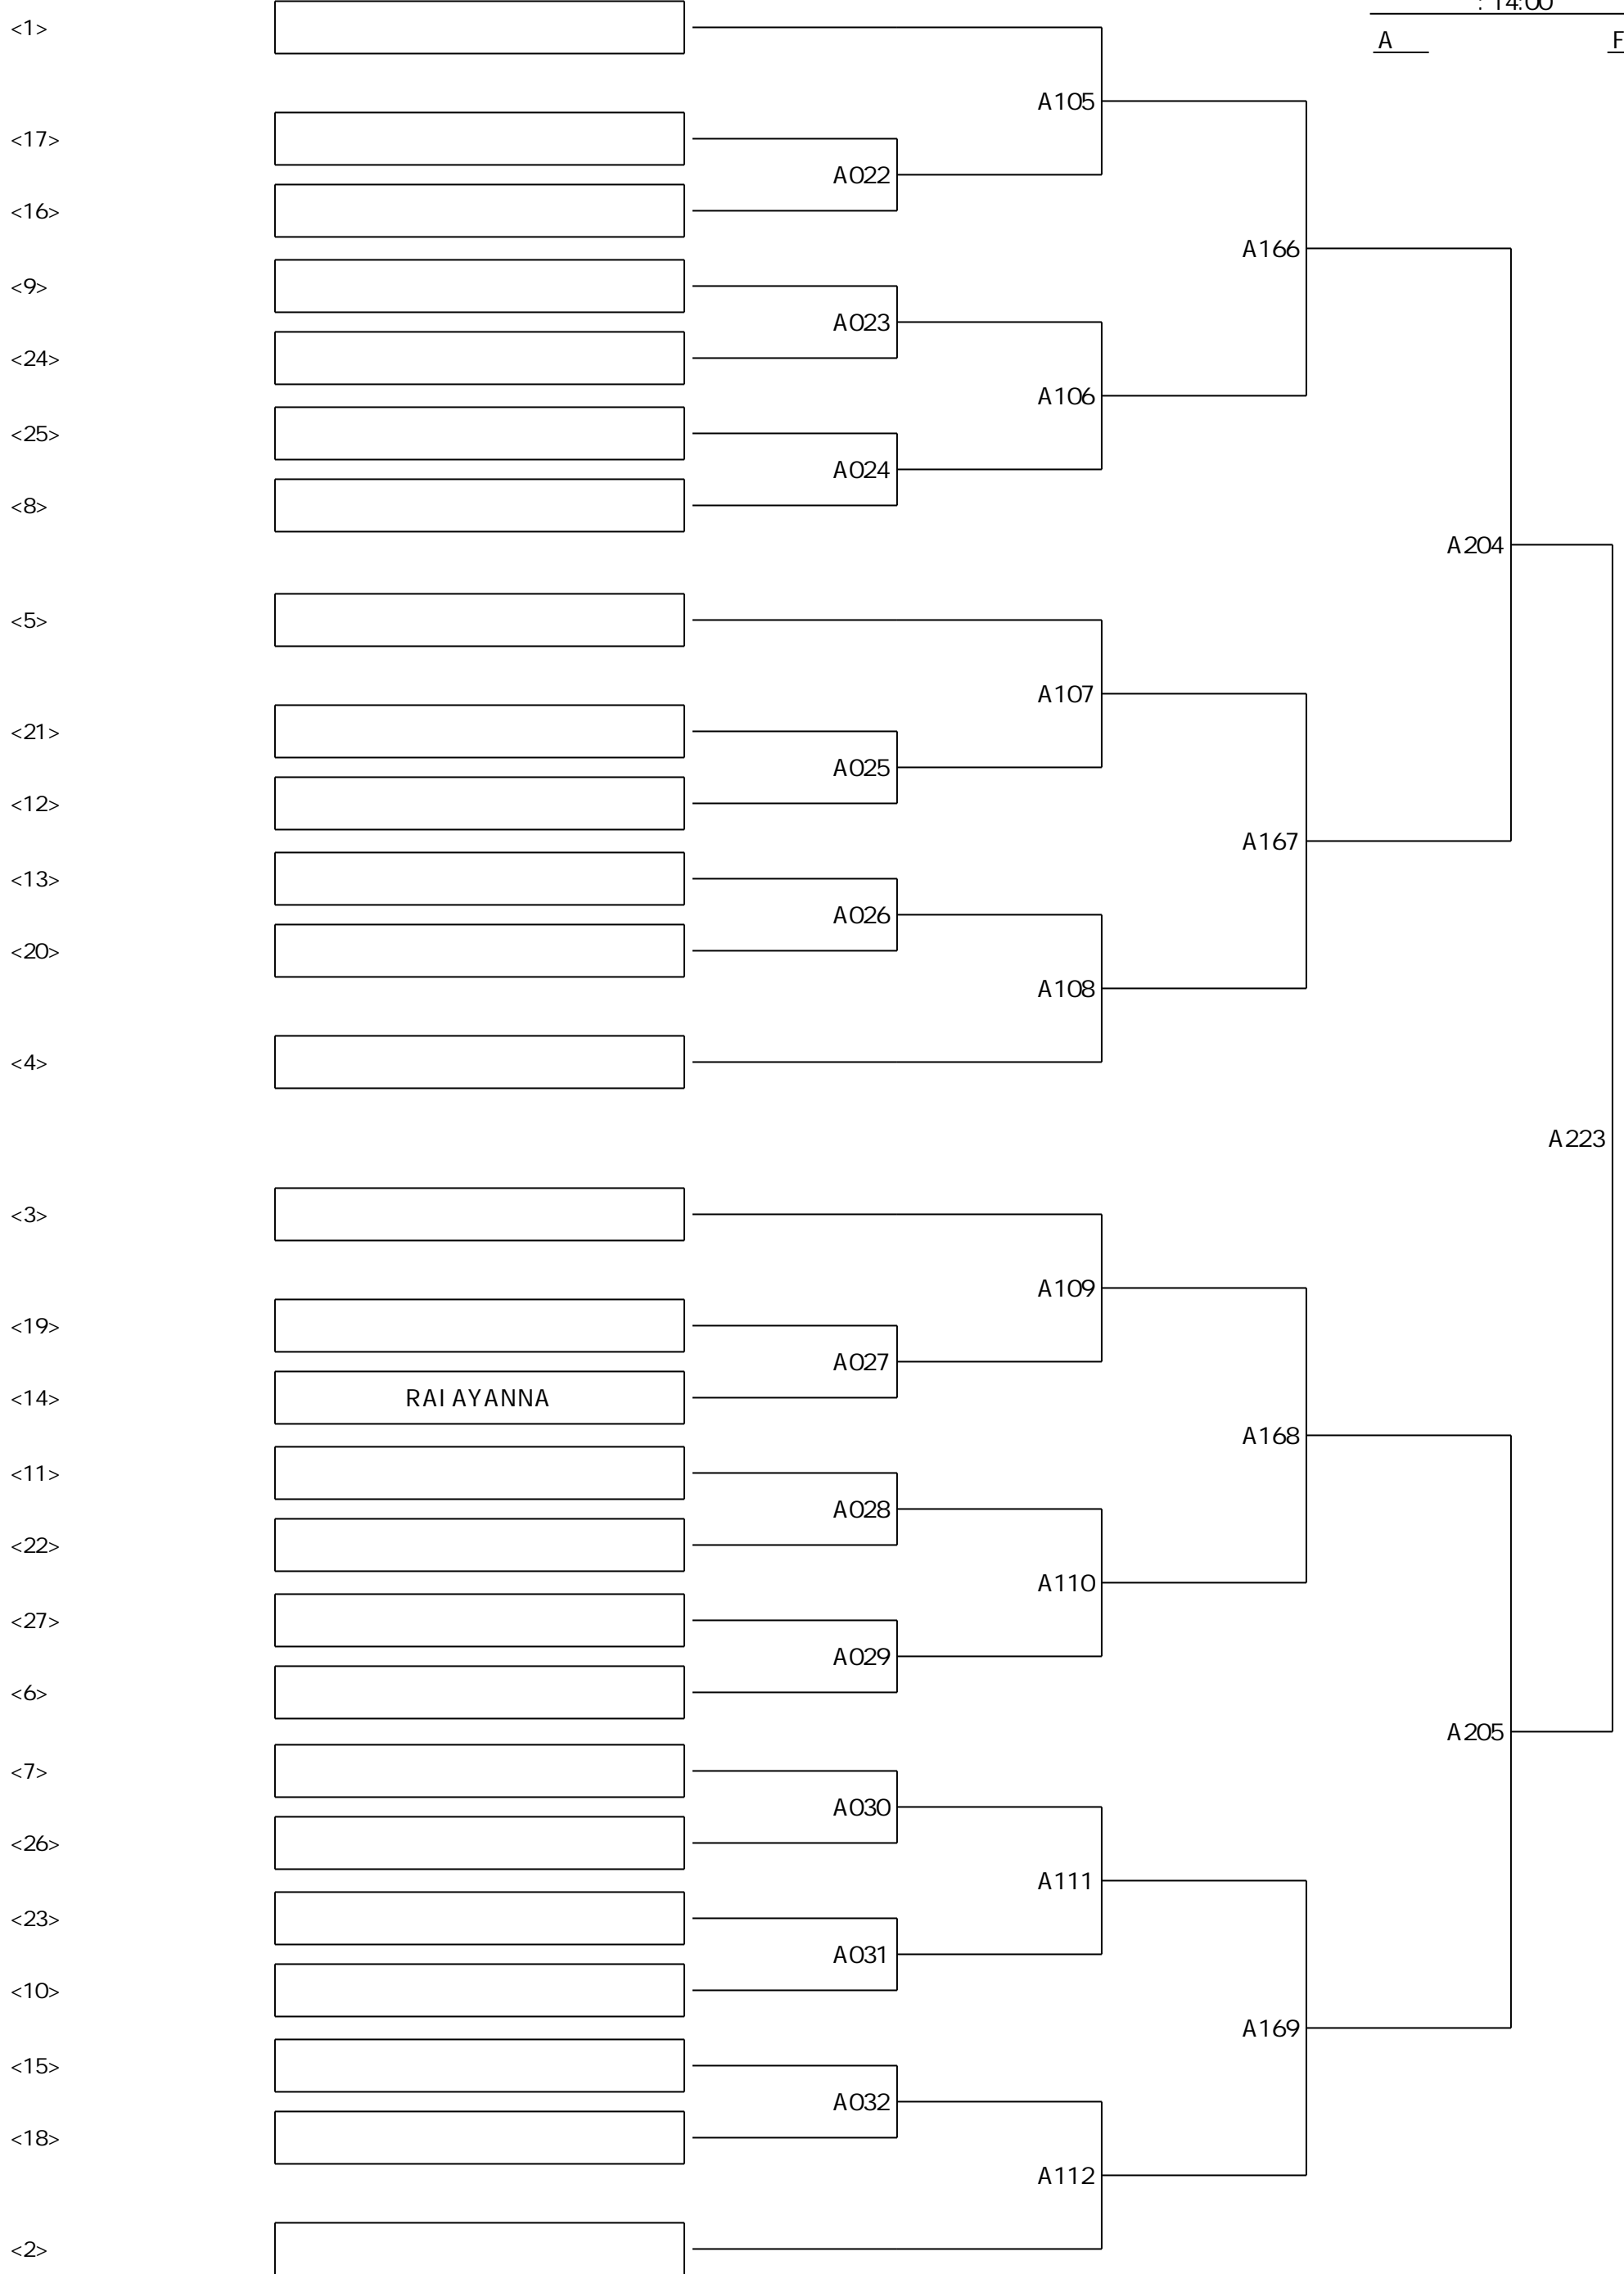 : 14:00
<1>
A
F
A105
<17>
A022
<16>
A166
<9>
A023
<24>
A106
<25>
A024
<8>
A204
<5>
A107
<21>
A025
<12>
A167
<13>
A026
<20>
A108
<4>
A223
<3>
A109
<19>
A027
<14> RAI AYANNA
A168
<11>
A028
<22>
A110
<27>
A029
<6>
A205
<7>
A030
<26>
A111
<23>
A031
<10>
A169
<15>
A032
<18>
A112
<2>